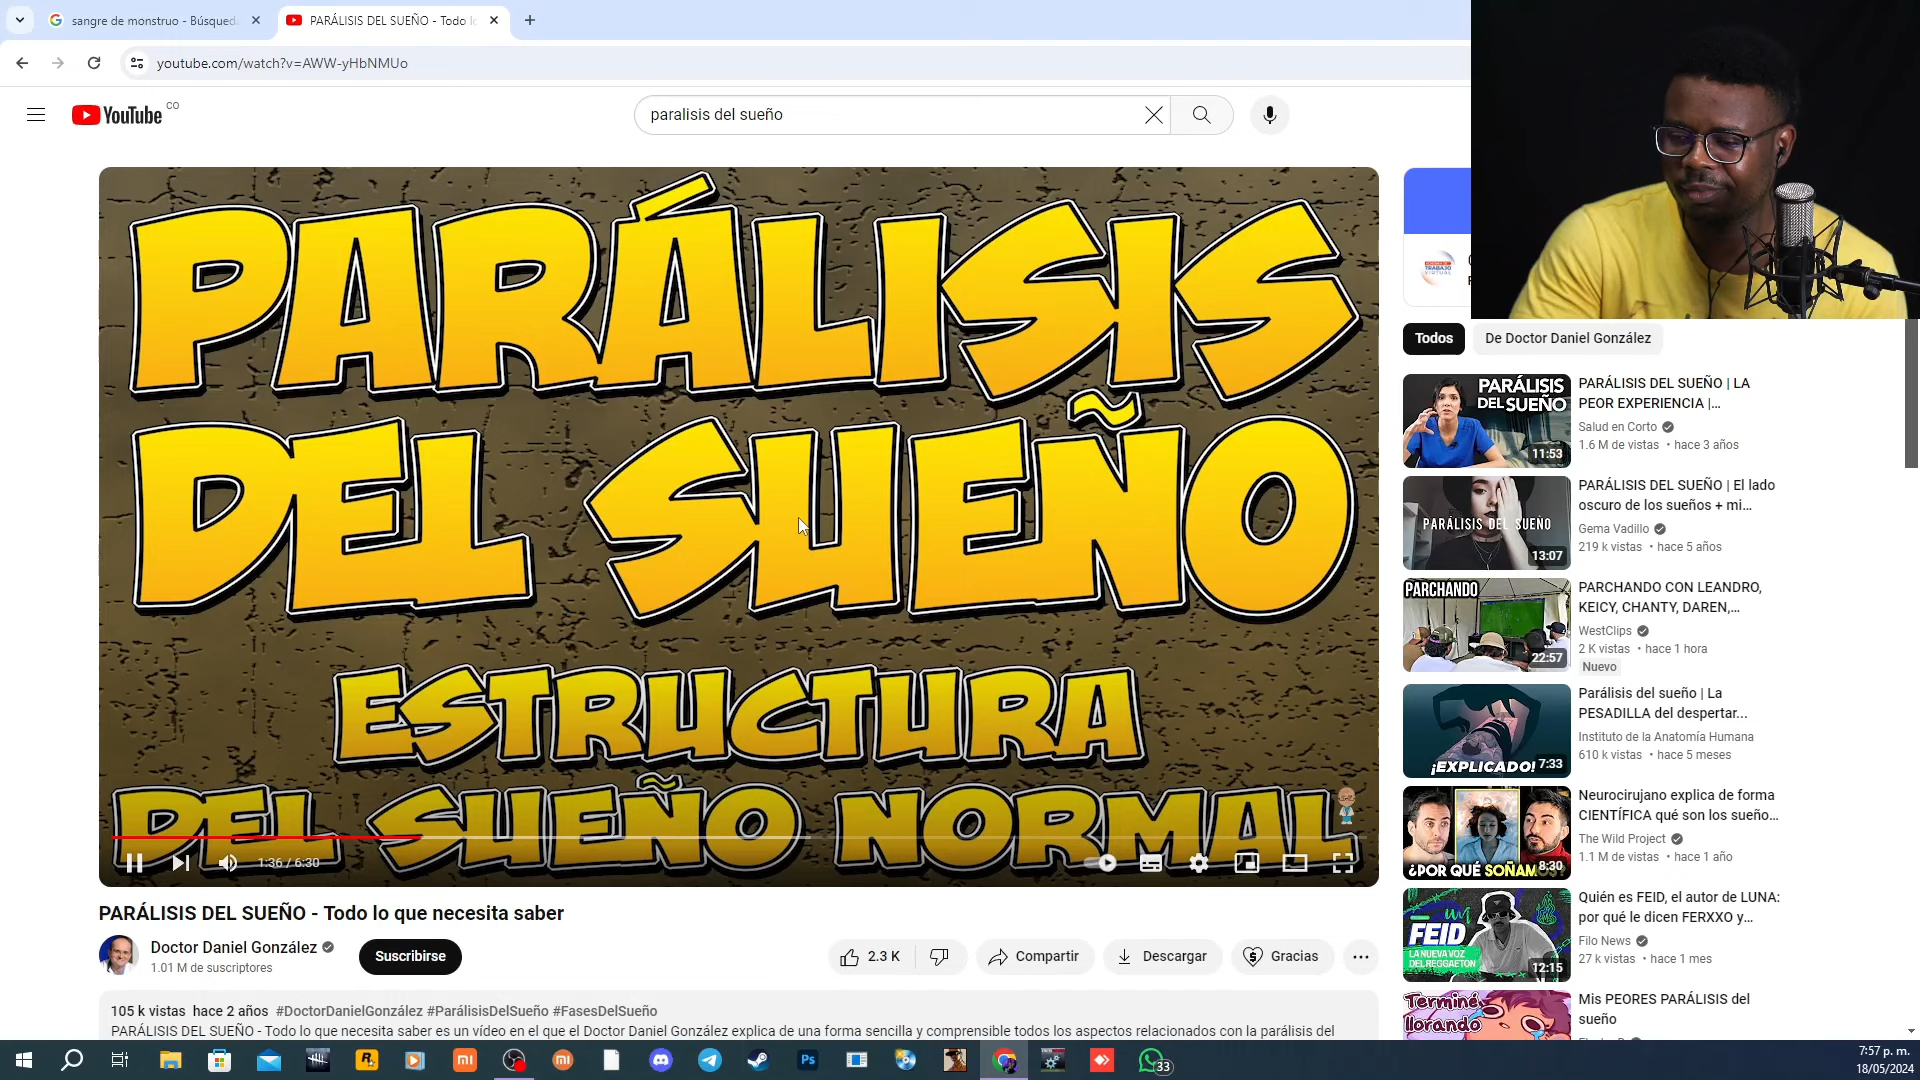 sangre de monstruo - Búsqued
PARÁLISIS DEL SUEÑO - Todo lo
youtube.com/watch?v=AWW-yHbNMUo
YouTube CO
paralisis del sueño
PARÁLISIS
DEL SUEÑO
ESTRUCTURA
DEL SUEÑO NORMAL
1:36 / 6:30
PARÁLISIS DEL SUEÑO - Todo lo que necesita saber
Doctor Daniel González
1.01 M de suscriptores
Suscribirse
2.3 K
Compartir
Descargar
Gracias
105 k vistas hace 2 años #DoctorDanielGonzález #ParálisisDelSueño #FasesDelSueño
PARÁLISIS DEL SUEÑO - Todo lo que necesita saber es un vídeo en el que el Doctor Daniel González explica de una forma sencilla y comprensible todos los aspectos relacionados con la parálisis del
TRABAJO
VIRTUAL
Todos
De Doctor Daniel González
PARÁLISIS
DEL SUEÑO
11:53
PARÁLISIS DEL SUEÑO | LA
PEOR EXPERIENCIA |...
Salud en Corto
1.6 M de vistas • hace 3 años
PARÁLISIS DEL SUEÑO
13:07
PARÁLISIS DEL SUEÑO | El lado
oscuro de los sueños + mi...
Gema Vadillo
219 k vistas • hace 5 años
PARCHANDO
22:57
PARCHANDO CON LEANDRO,
KEICY, CHANTY, DAREN,...
WestClips
2 K vistas • hace 1 hora
Nuevo
¡EXPLICADO! 7:33
Parálisis del sueño | La
PESADILLA del despertar...
Instituto de la Anatomía Humana
610 k vistas • hace 5 meses
¿POR QUÉ SOÑAMOS?
8:30
Neurocirujano explica de forma
CIENTÍFICA qué son los sueño...
The Wild Project
1.1 M de vistas • hace 1 año
FEID
LA NUEVA VOZ
DEL REGGAETON
12:15
Quién es FEID, el autor de LUNA:
por qué le dicen FERXXO y...
Filo News
27 k vistas • hace 1 mes
Terminé
llorando
Mis PEORES PARÁLISIS del
sueño
33
7:57 p. m.
18/05/2024